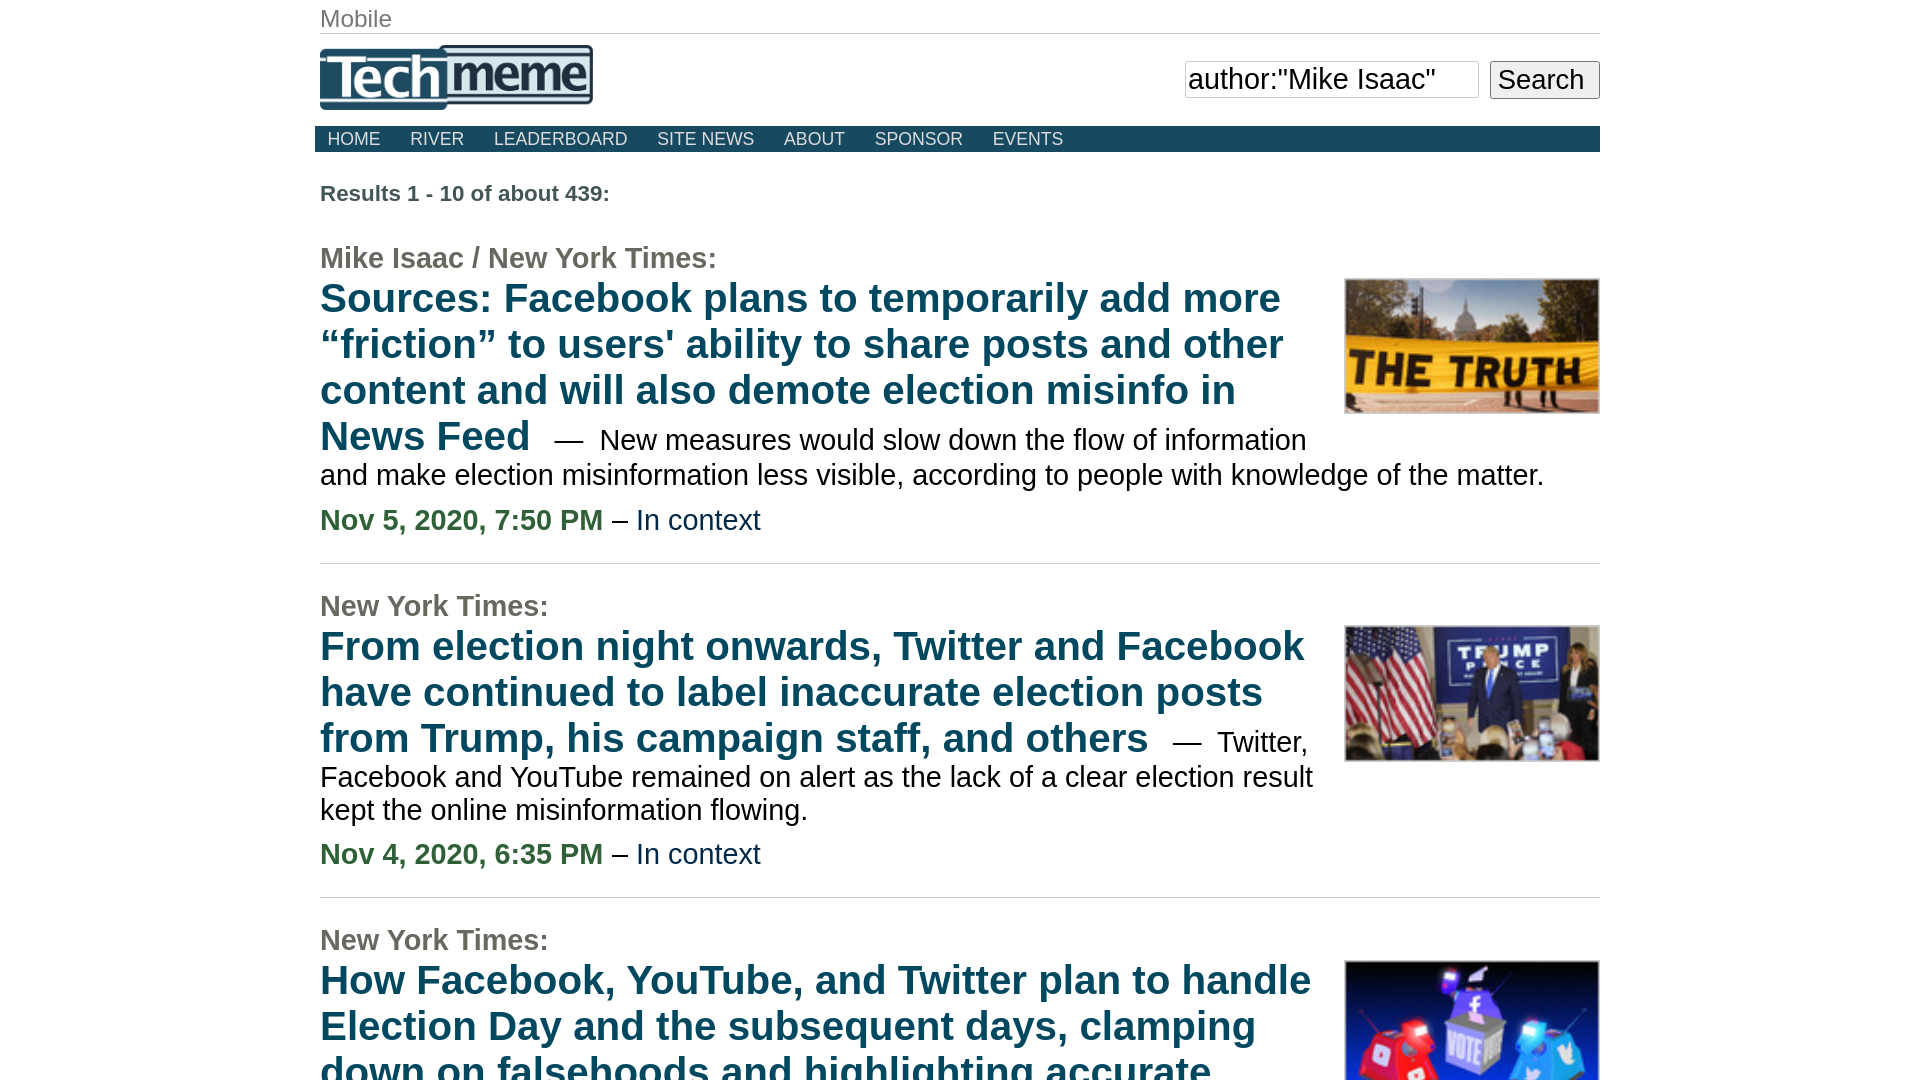 Mobile
Techmeme
author:"Mike Isaac"
Search
HOME RIVER LEADERBOARD SITE NEWS ABOUT SPONSOR EVENTS
Results 1 - 10 of about 439:
Mike Isaac / New York Times:
Sources: Facebook plans to temporarily add more
“friction” to users' ability to share posts and other
content and will also demote election misinfo in
News Feed — New measures would slow down the flow of information
and make election misinformation less visible, according to people with knowledge of the matter.
THE TRUTH
Nov 5, 2020, 7:50 PM – In context
New York Times:
From election night onwards, Twitter and Facebook
have continued to label inaccurate election posts
from Trump, his campaign staff, and others — Twitter,
Facebook and YouTube remained on alert as the lack of a clear election result
kept the online misinformation flowing.
TRUMP
PENCE
Nov 4, 2020, 6:35 PM – In context
New York Times:
How Facebook, YouTube, and Twitter plan to handle
Election Day and the subsequent days, clamping
down on falsehoods and highlighting accurate
VOTE